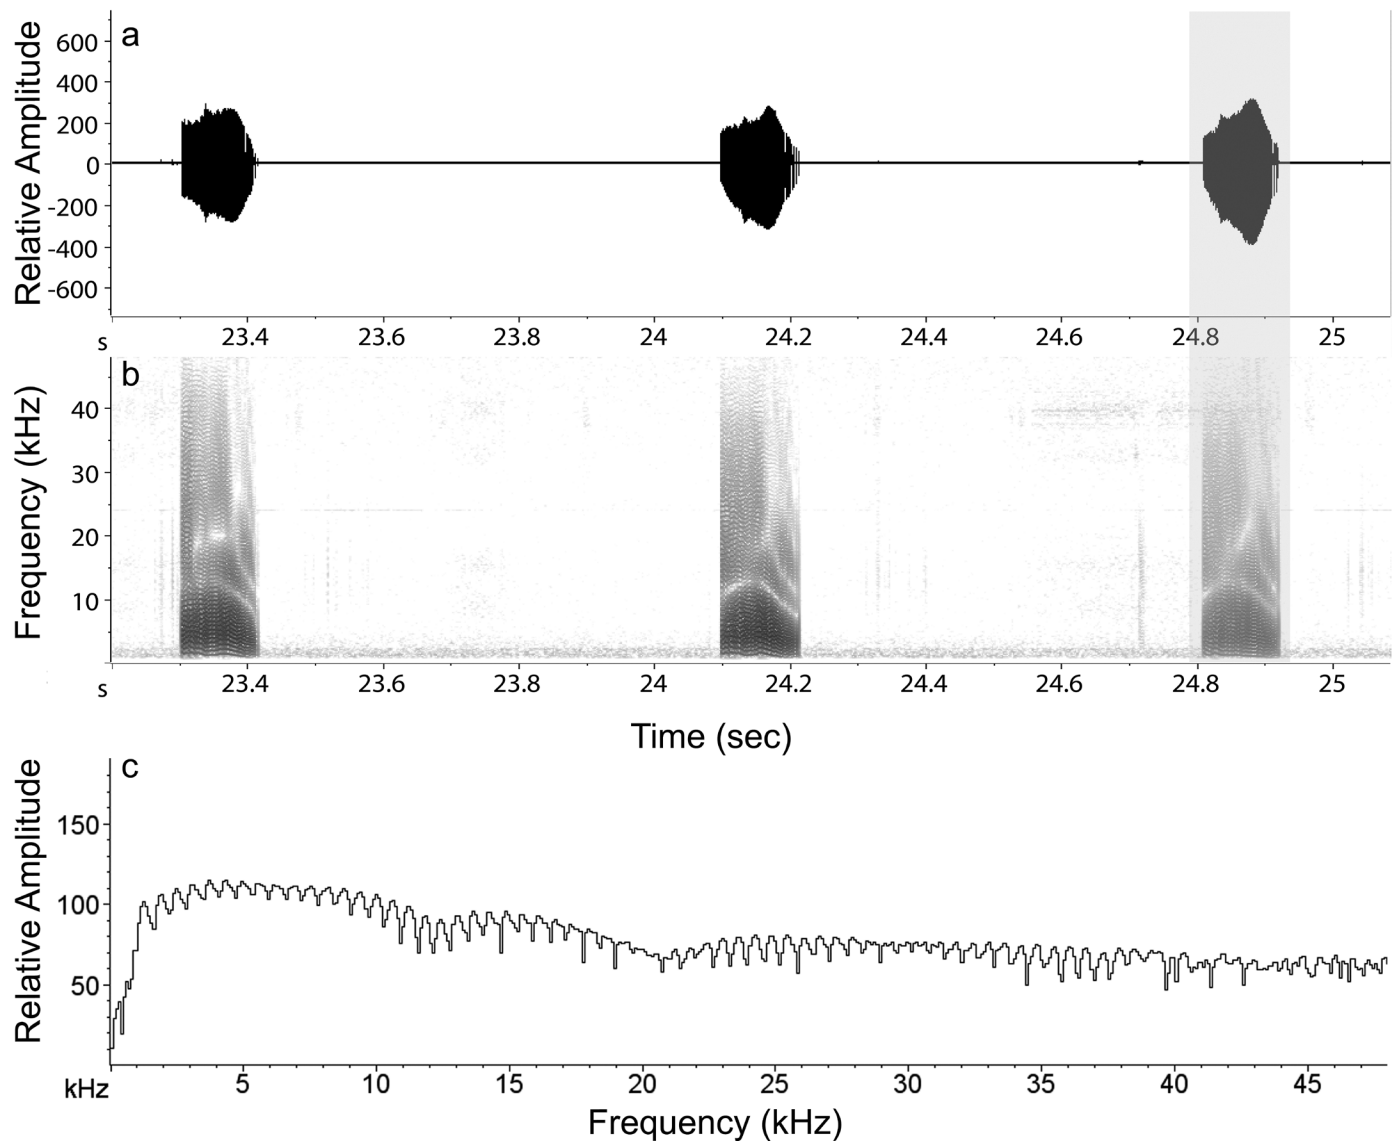 a
Relative Amplitude
600
400
200
0
-200
-400
-600
s 23.4 23.6 23.8 24 24.2 24.4 24.6 24.8 25
b
Frequency (kHz)
40
30
20
10
s 23.4 23.6 23.8 24 24.2 24.4 24.6 24.8 25
Time (sec)
c
Relative Amplitude
150
100
50
kHz 5 10 15 20 25 30 35 40 45
Frequency (kHz)